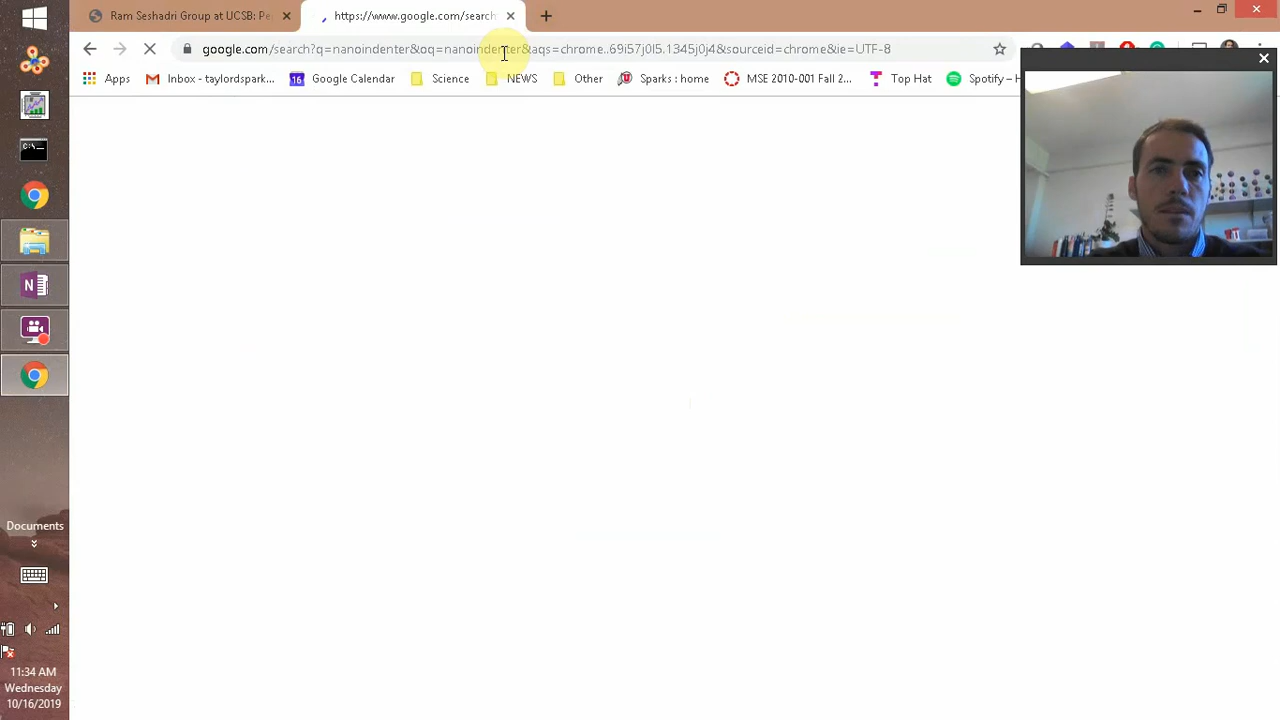 Ram Seshadri Group at UCSB: Pe
https://www.google.com/search
google.com/search?q=nanoindenter&oq=nanoindenter&aqs=chrome..69i57j0l5.1345j0j4&sourceid=chrome&ie=UTF-8
Apps
Inbox - taylordspark...
16
Google Calendar
Science
NEWS
Other
Sparks : home
MSE 2010-001 Fall 2...
Top Hat
Spotify – H
C:\_
N
Documents
11:34 AM
Wednesday
10/16/2019